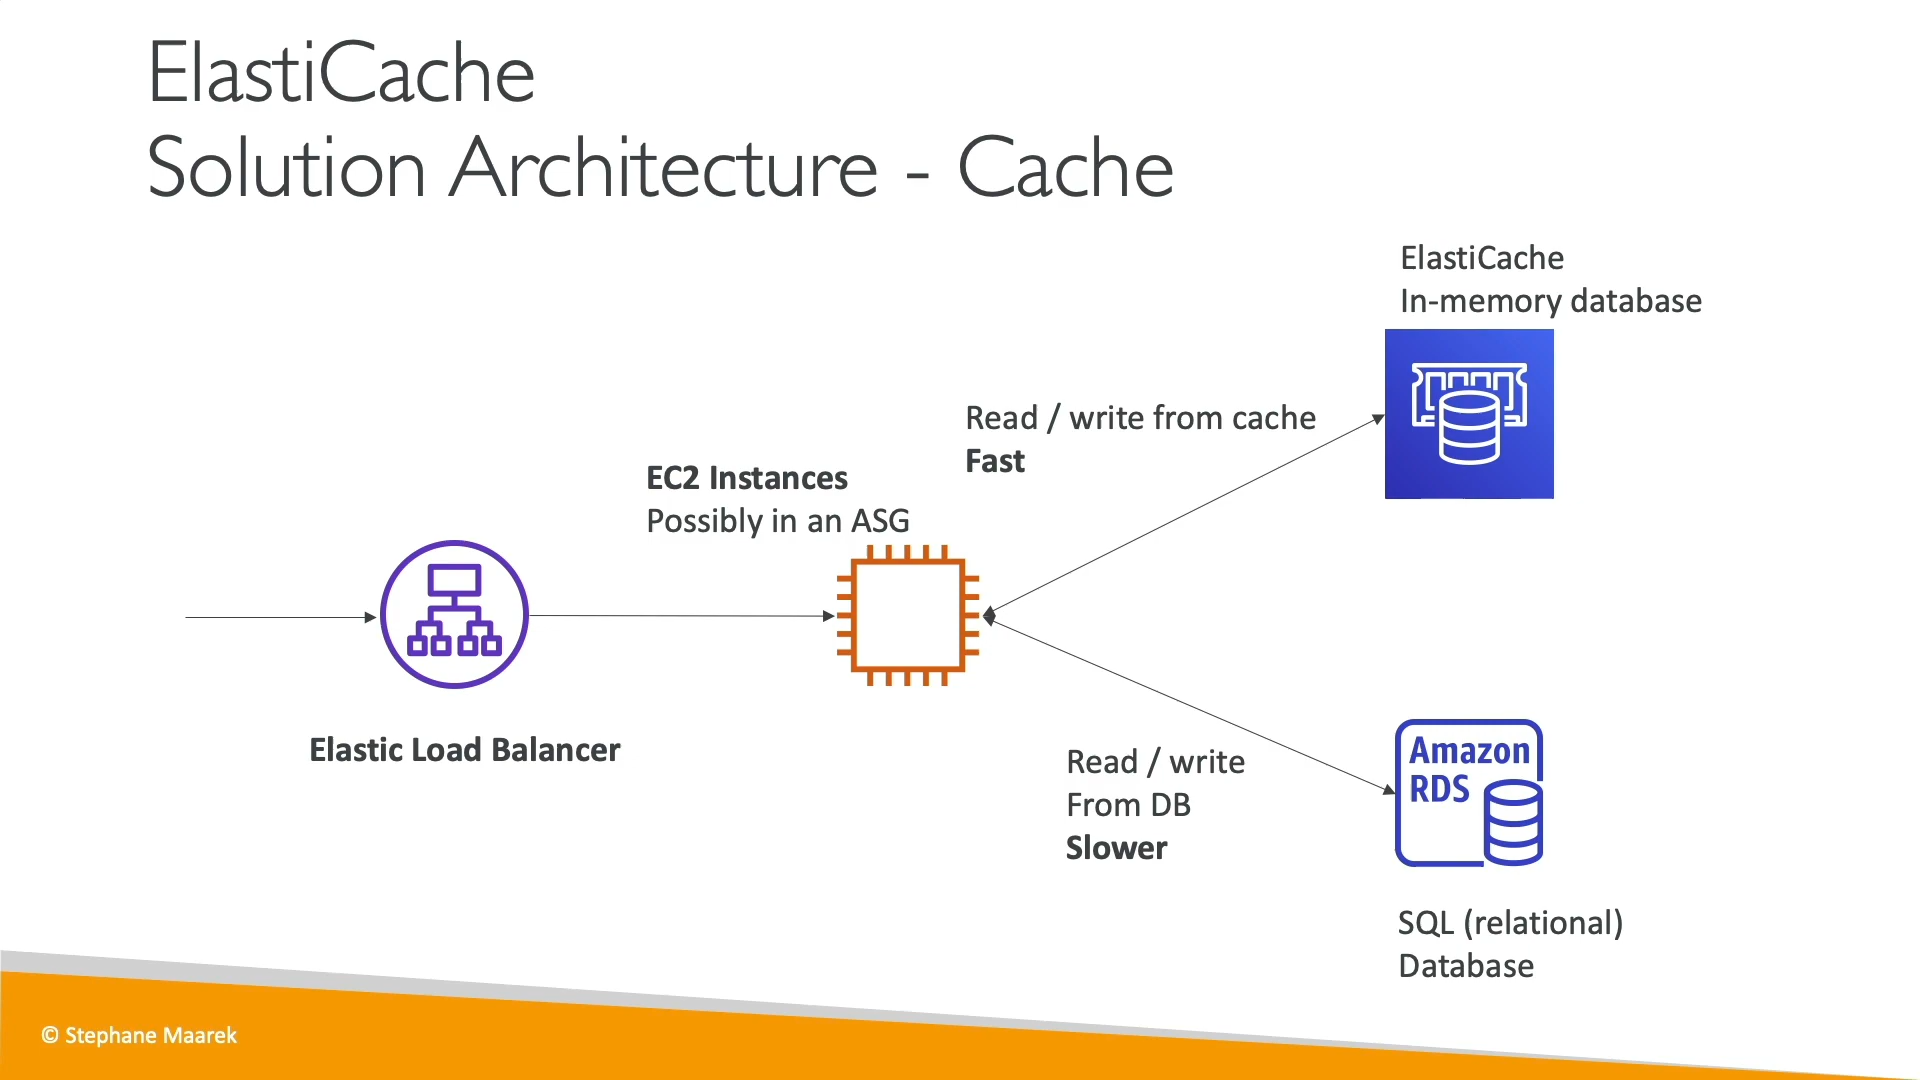 ElastiCache
Solution Architecture - Cache
ElastiCache
In-memory database
Read / write from cache
Fast
EC2 Instances
Possibly in an ASG
Elastic Load Balancer
Read / write
From DB
Slower
Amazon
RDS
SQL (relational)
Database
© Stephane Maarek